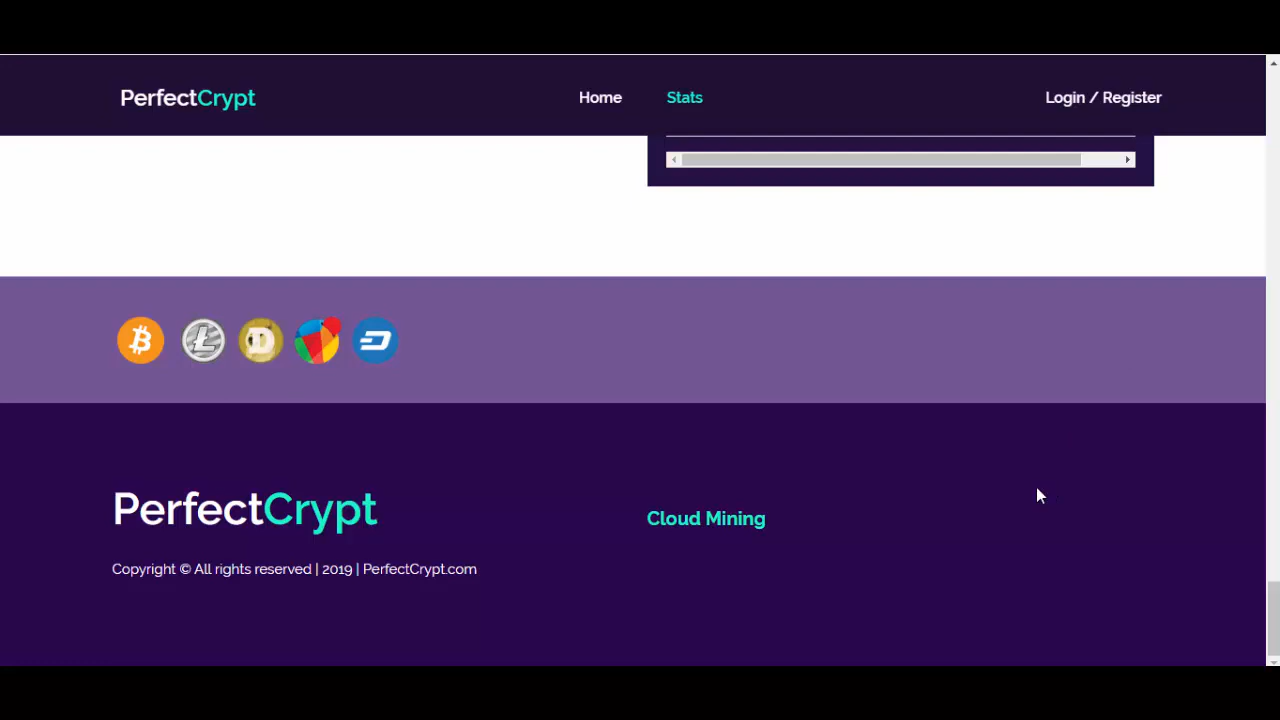 PerfectCrypt
Home
Stats
Login / Register
PerfectCrypt
Cloud Mining
Copyright © All rights reserved | 2019 | PerfectCrypt.com